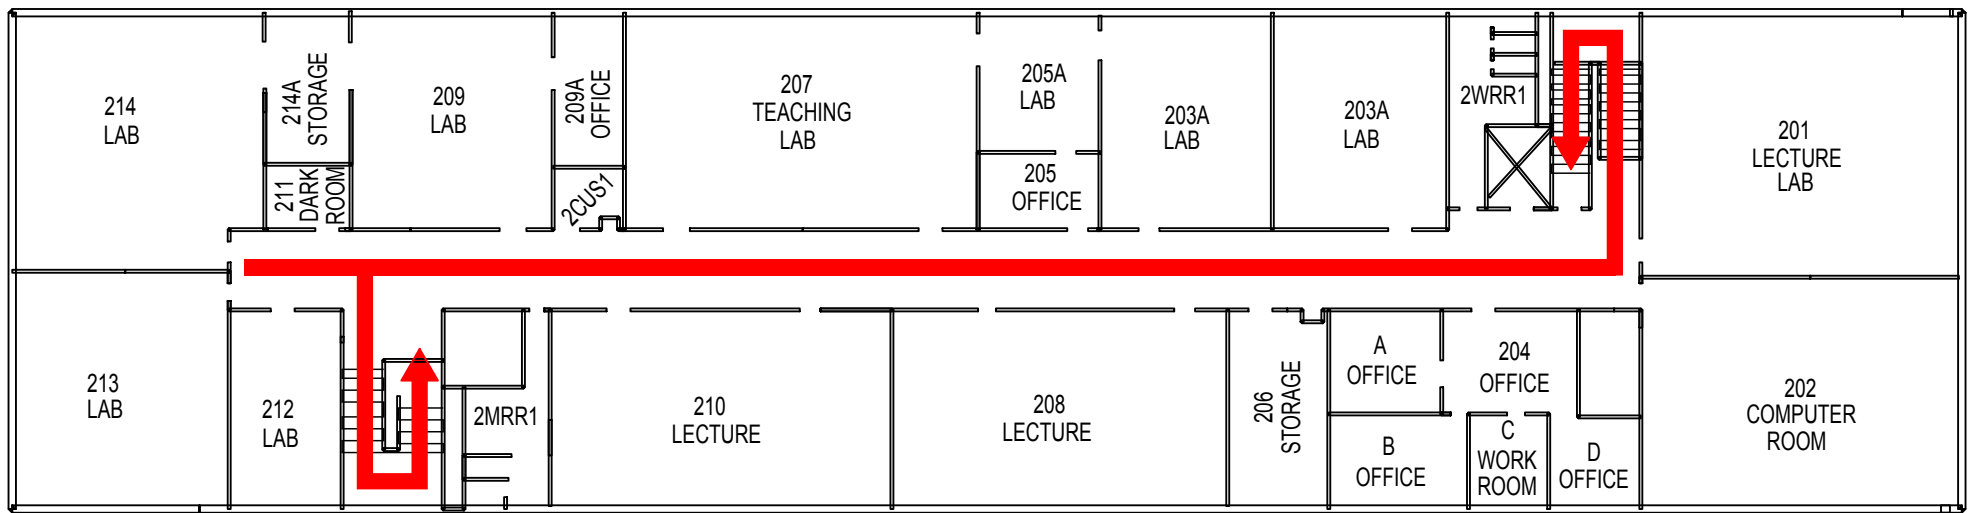 214
LAB
214A
STORAGE
211
DARK
ROOM
209
LAB
209A
OFFICE
2CUS1
207
TEACHING
LAB
205A
LAB
205
OFFICE
203A
LAB
203A
LAB
2WRR1
201
LECTURE
LAB
213
LAB
212
LAB
2MRR1
210
LECTURE
208
LECTURE
206
STORAGE
A
OFFICE
B
OFFICE
204
OFFICE
C
WORK
ROOM
D
OFFICE
202
COMPUTER
ROOM